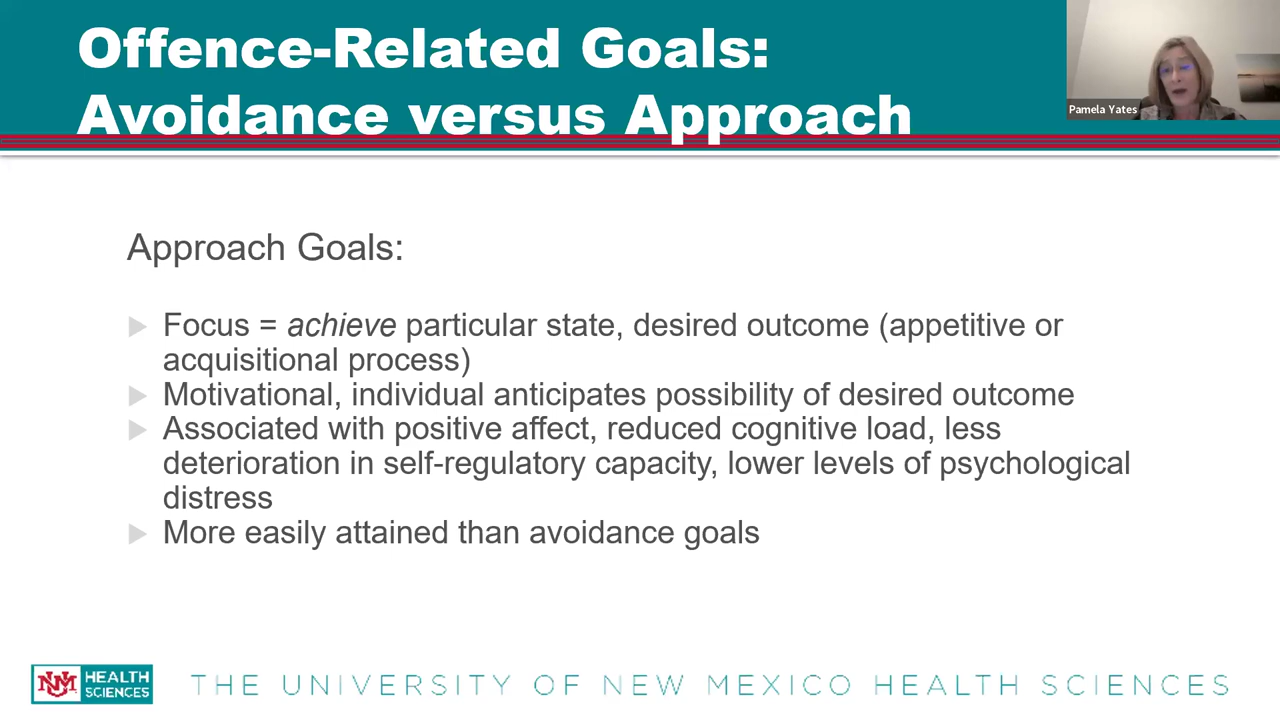 Offence-Related Goals:
Avoidance versus Approach
Pamela Yates
Approach Goals:
Focus = achieve particular state, desired outcome (appetitive or
acquisitional process)
Motivational, individual anticipates possibility of desired outcome
Associated with positive affect, reduced cognitive load, less
deterioration in self-regulatory capacity, lower levels of psychological
distress
More easily attained than avoidance goals
UNM HEALTH
SCIENCES
THE UNIVERSITY OF NEW MEXICO HEALTH SCIENCES